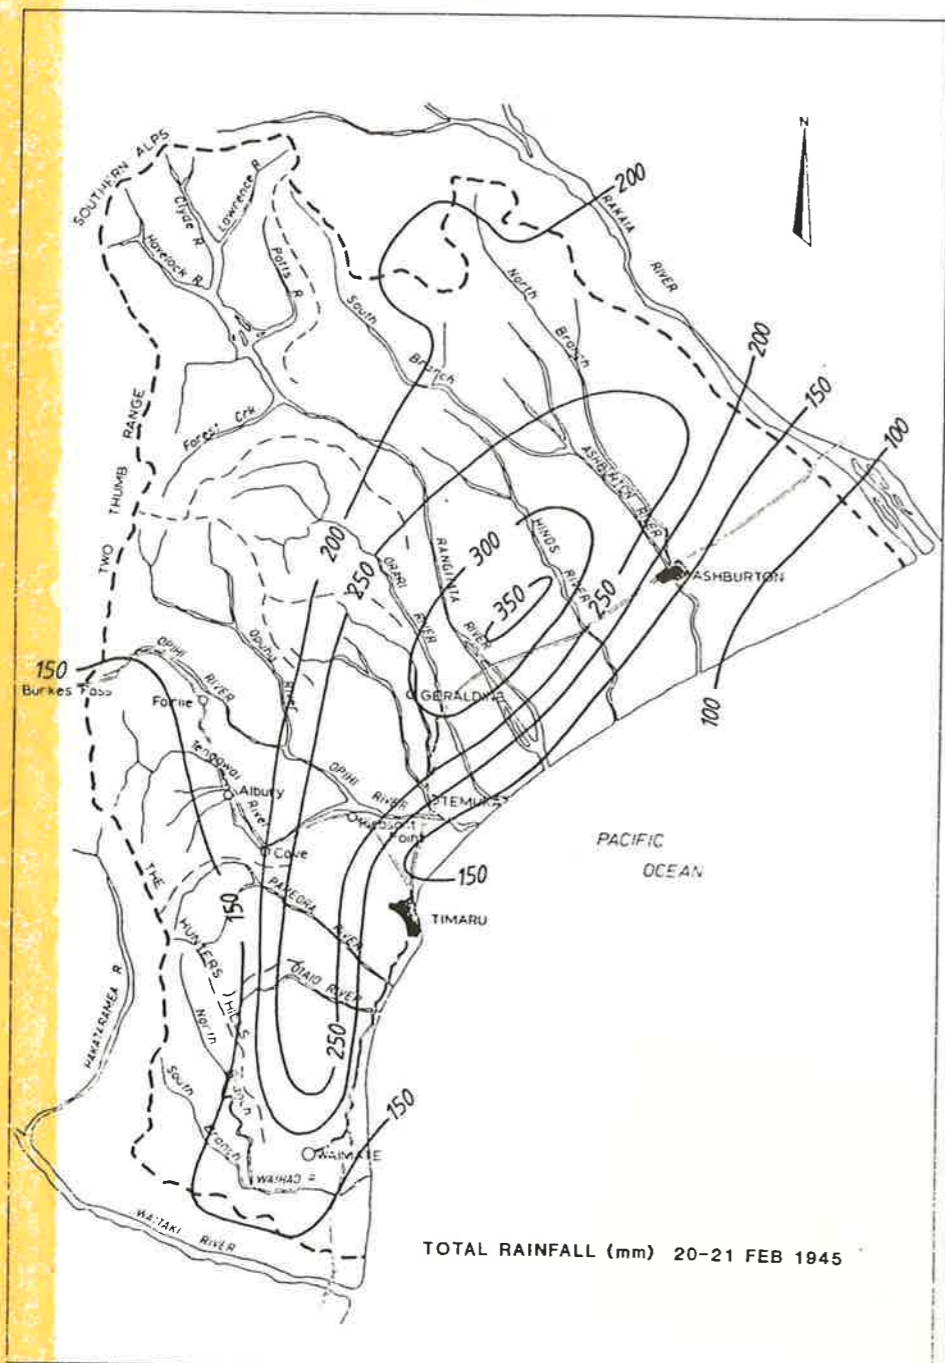 N
SOUTHERN ALPS
Clyde R
Lawrence R
Havelock R
Potts R
200
RAKAIA
RIVER
South
Branch
North
Branch
200
150
100
TWO THUMB RANGE
Forest Crk
ASHBURTON RIVER
300
HINDS
RIVER
200
250
350
250
ORARI
RIVER
RANGITATA
RIVER
ASHBURTON
OPIHI
RIVER
Opuha
River
150
Burkes Pass
Fairlie
GERALDINE
100
Tengawai
River
Albury
OPIHI
RIVER
TEMUKA
Point
Cave
PACIFIC
OCEAN
150
THE
HUNTERS
HILLS
150
PAREORA
RIVER
TIMARU
OTAIO RIVER
HAKATERAMEA R
North
Branch
250
South
Branch
150
WAIMATE
WAIHAO R
WAITAKI
RIVER
TOTAL RAINFALL (mm) 20-21 FEB 1945